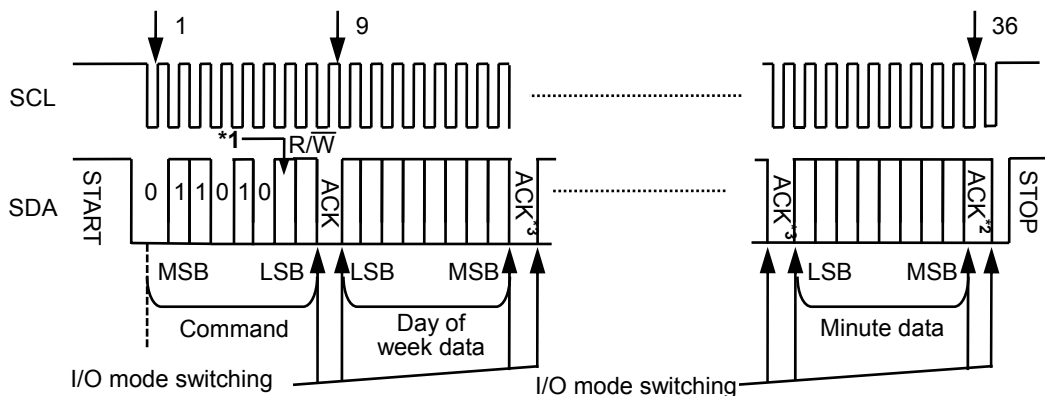 1 9 36
SCL
*1 R/W̅
SDA START 0 1 1 0 1 0 ACK ACK*3 ACK*3 ACK*2 STOP
MSB LSB LSB MSB LSB MSB
Command Day of week data Minute data
I/O mode switching I/O mode switching